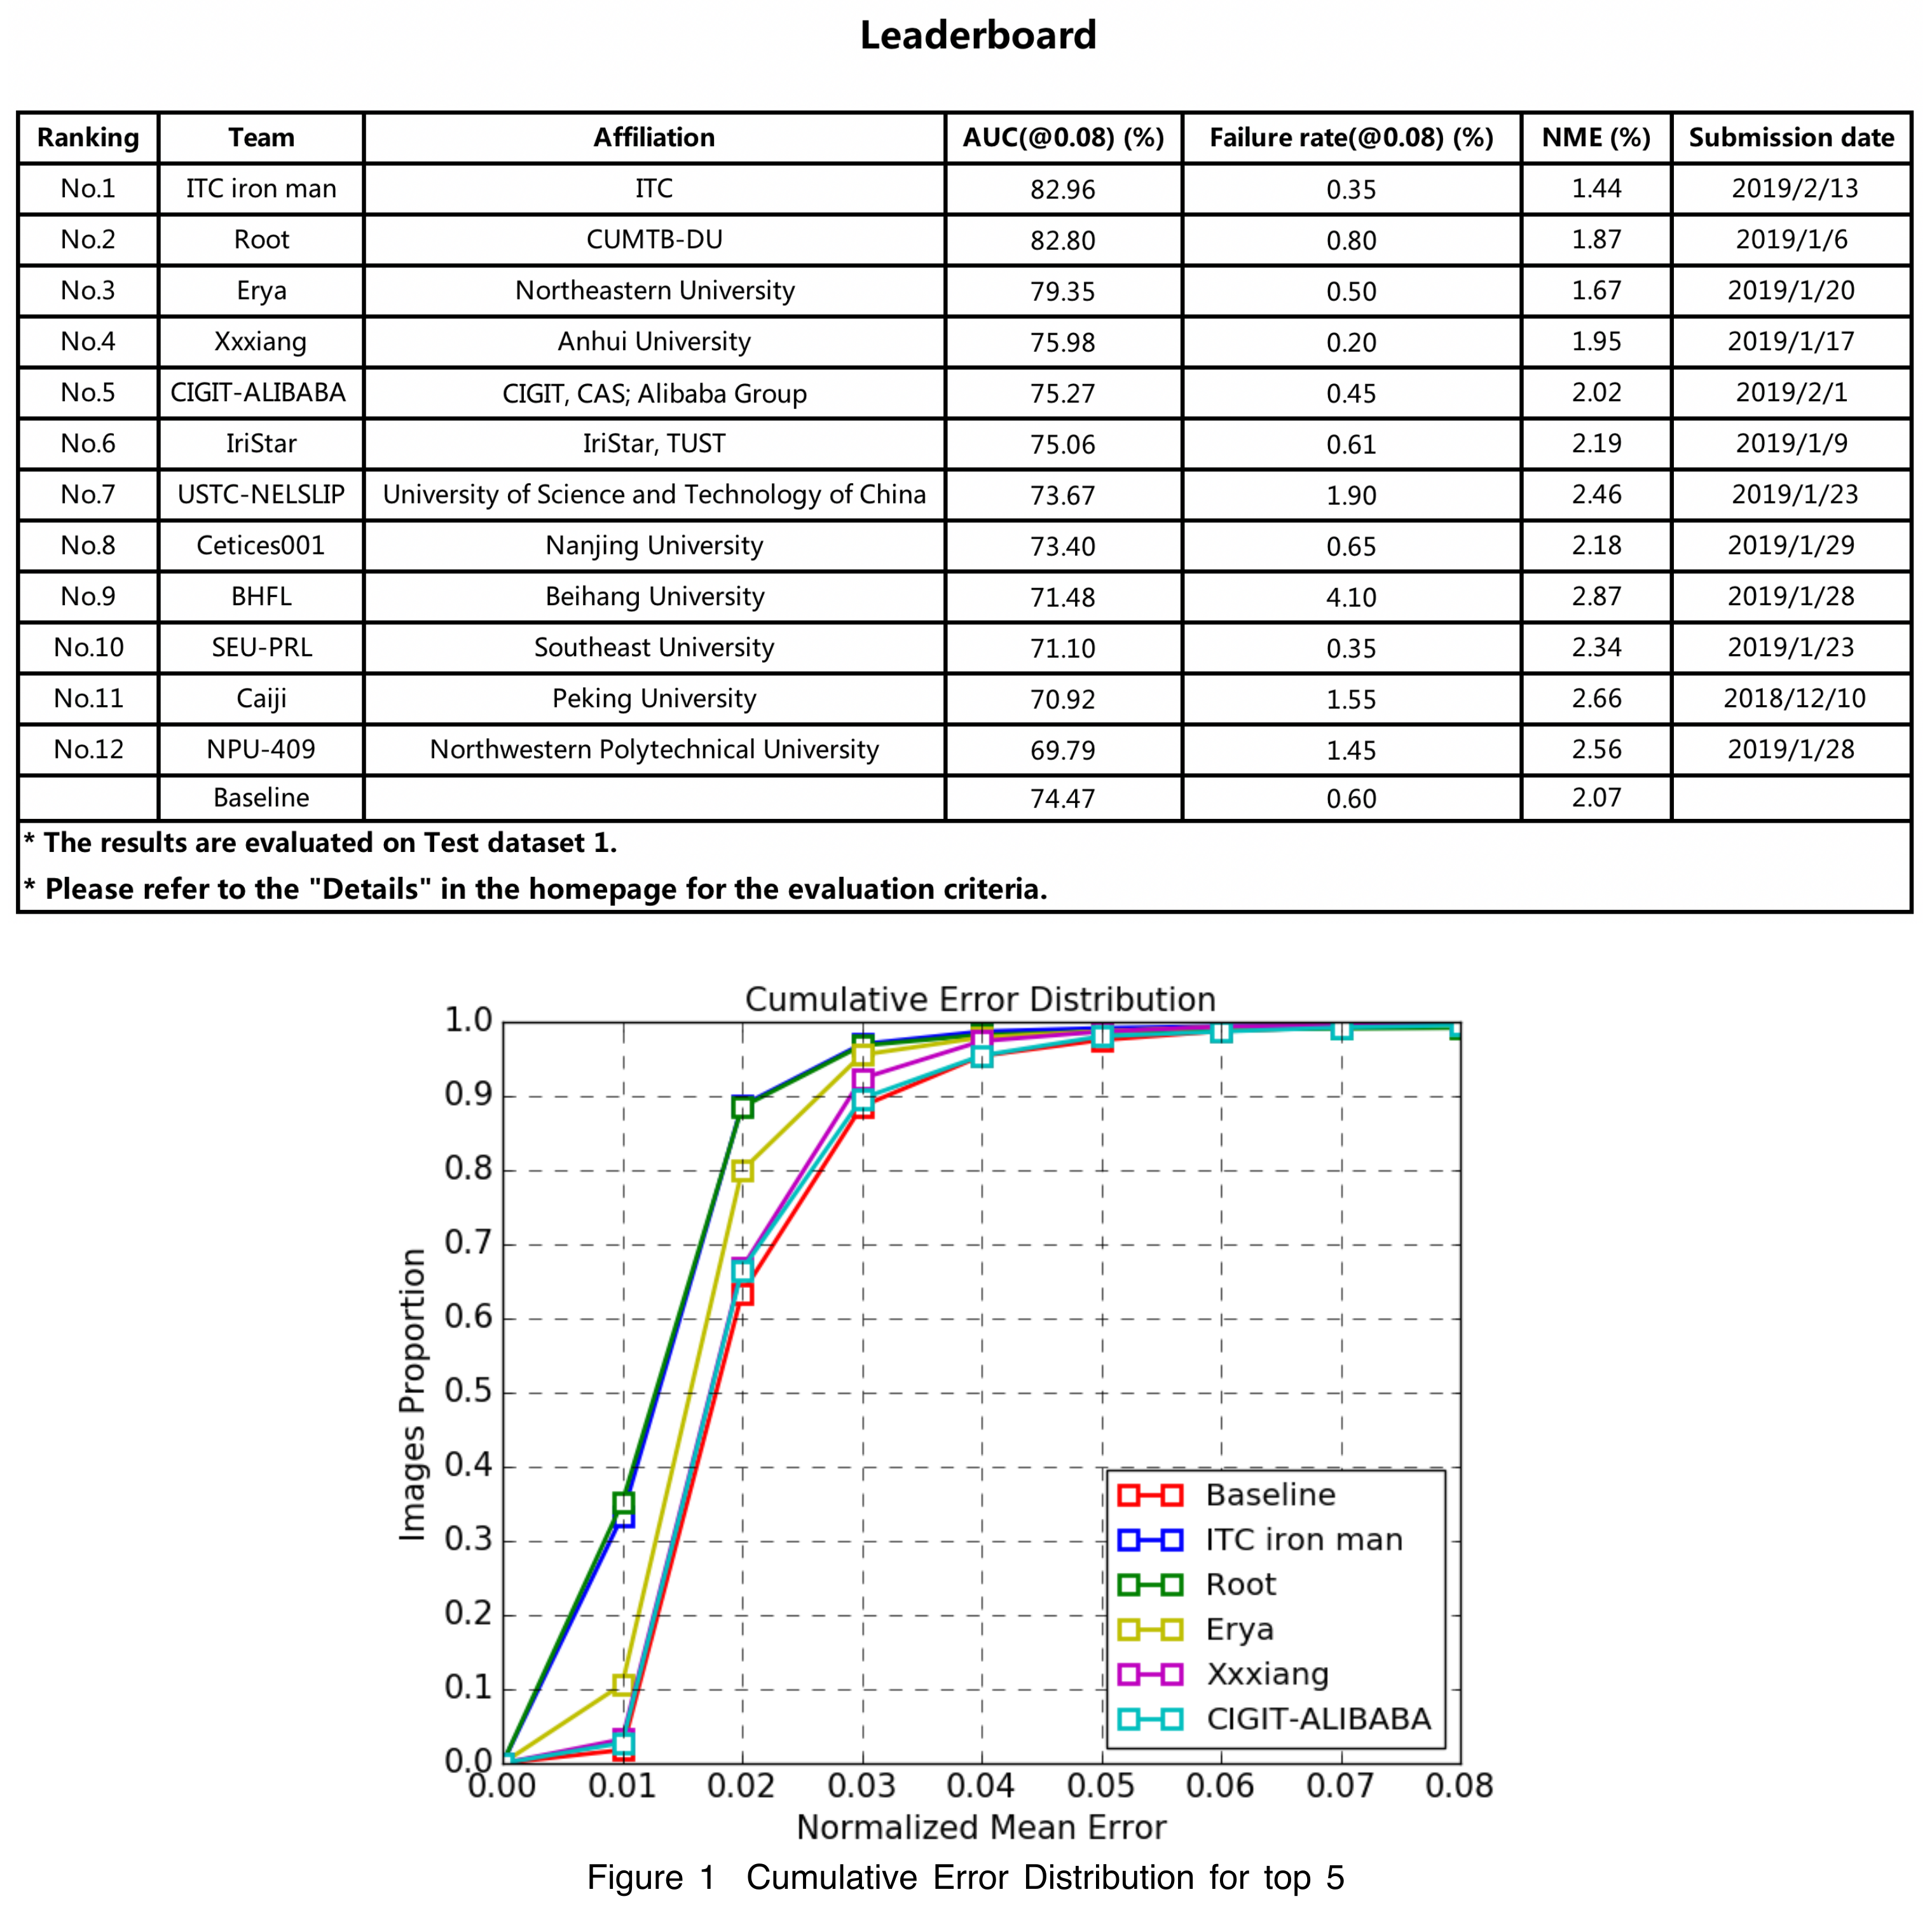 Leaderboard
Ranking Team Affiliation AUC(@0.08) (%) Failure rate(@0.08) (%) NME (%) Submission date
No.1 ITC iron man ITC 82.96 0.35 1.44 2019/2/13
No.2 Root CUMTB-DU 82.80 0.80 1.87 2019/1/6
No.3 Erya Northeastern University 79.35 0.50 1.67 2019/1/20
No.4 Xxxiang Anhui University 75.98 0.20 1.95 2019/1/17
No.5 CIGIT-ALIBABA CIGIT, CAS; Alibaba Group 75.27 0.45 2.02 2019/2/1
No.6 IriStar IriStar, TUST 75.06 0.61 2.19 2019/1/9
No.7 USTC-NELSLIP University of Science and Technology of China 73.67 1.90 2.46 2019/1/23
No.8 Cetices001 Nanjing University 73.40 0.65 2.18 2019/1/29
No.9 BHFL Beihang University 71.48 4.10 2.87 2019/1/28
No.10 SEU-PRL Southeast University 71.10 0.35 2.34 2019/1/23
No.11 Caiji Peking University 70.92 1.55 2.66 2018/12/10
No.12 NPU-409 Northwestern Polytechnical University 69.79 1.45 2.56 2019/1/28
Baseline 74.47 0.60 2.07
* The results are evaluated on Test dataset 1.
* Please refer to the "Details" in the homepage for the evaluation criteria.
Cumulative Error Distribution
1.0
0.9
0.8
0.7
0.6
0.5
0.4
0.3
0.2
0.1
0.0
Images Proportion
Baseline
ITC iron man
Root
Erya
Xxxiang
CIGIT-ALIBABA
0.00 0.01 0.02 0.03 0.04 0.05 0.06 0.07 0.08
Normalized Mean Error
Figure 1 Cumulative Error Distribution for top 5